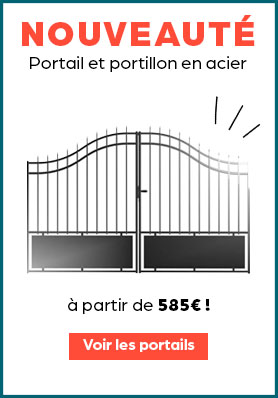 NOUVEAUTÉ
Portail et portillon en acier
à partir de 585€ !
Voir les portails